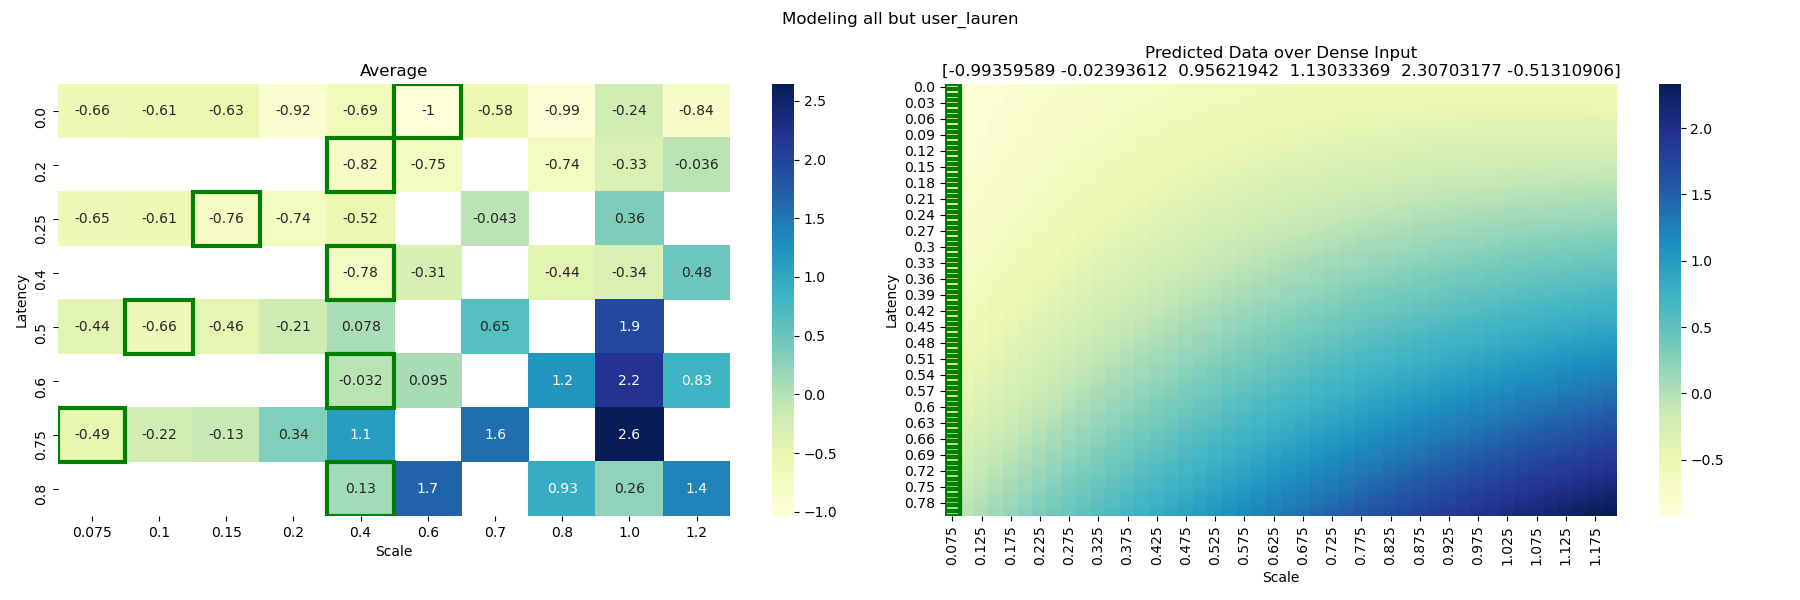 Modeling all but user_lauren
Average
-0.66 -0.61 -0.63 -0.92 -0.69 -1 -0.58 -0.99 -0.24 -0.84
-0.82 -0.75 -0.74 -0.33 -0.036
-0.65 -0.61 -0.76 -0.74 -0.52 -0.043 0.36
-0.78 -0.31 -0.44 -0.34 0.48
-0.44 -0.66 -0.46 -0.21 0.078 0.65 1.9
-0.032 0.095 1.2 2.2 0.83
-0.49 -0.22 -0.13 0.34 1.1 1.6 2.6
0.13 1.7 0.93 0.26 1.4
0.0
0.2
0.25
0.4
0.5
0.6
0.75
0.8
Latency
0.075 0.1 0.15 0.2 0.4 0.6 0.7 0.8 1.0 1.2
Scale
2.5
2.0
1.5
1.0
0.5
0.0
−0.5
−1.0
Predicted Data over Dense Input
[-0.99359589 -0.02393612 0.95621942 1.13033369 2.30703177 -0.51310906]
0.0
0.03
0.06
0.09
0.12
0.15
0.18
0.21
0.24
0.27
0.3
0.33
0.36
0.39
0.42
0.45
0.48
0.51
0.54
0.57
0.6
0.63
0.66
0.69
0.72
0.75
0.78
Latency
0.075 0.125 0.175 0.225 0.275 0.325 0.375 0.425 0.475 0.525 0.575 0.625 0.675 0.725 0.775 0.825 0.875 0.925 0.975 1.025 1.075 1.125 1.175
Scale
2.0
1.5
1.0
0.5
0.0
−0.5